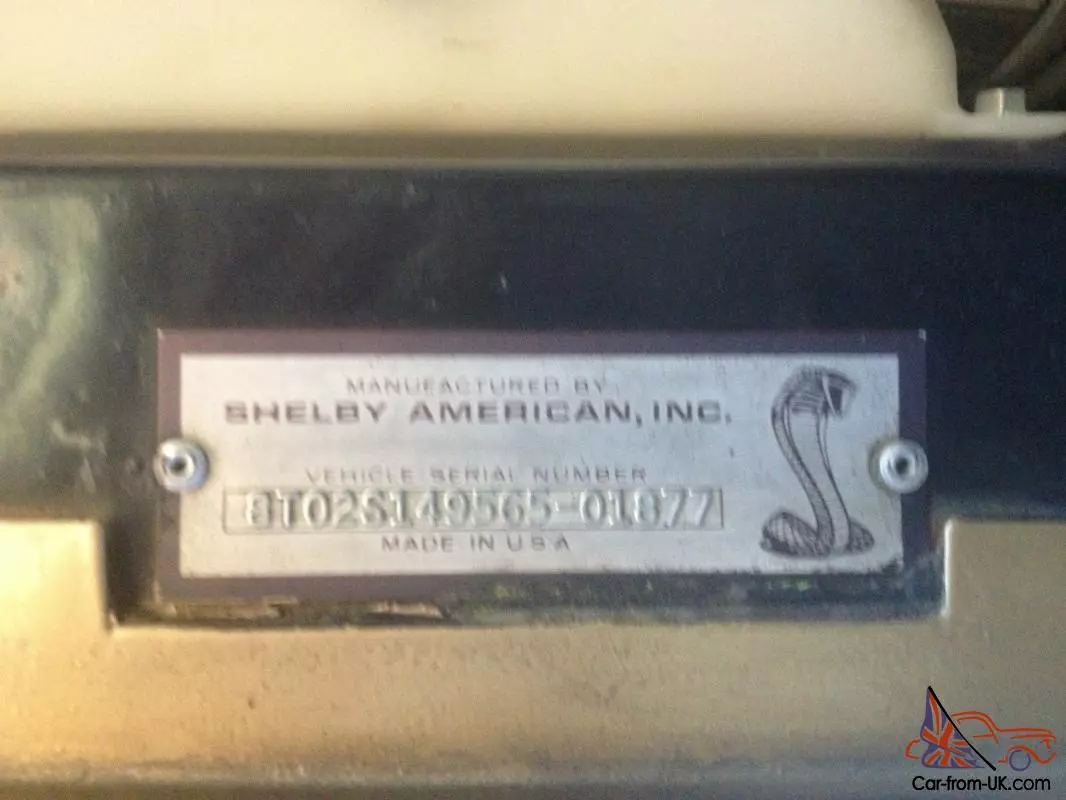 MANUFACTURED BY
SHELBY AMERICAN, INC.
VEHICLE SERIAL NUMBER
8T02S149565-01877
MADE IN U.S.A
Car-from-UK.com